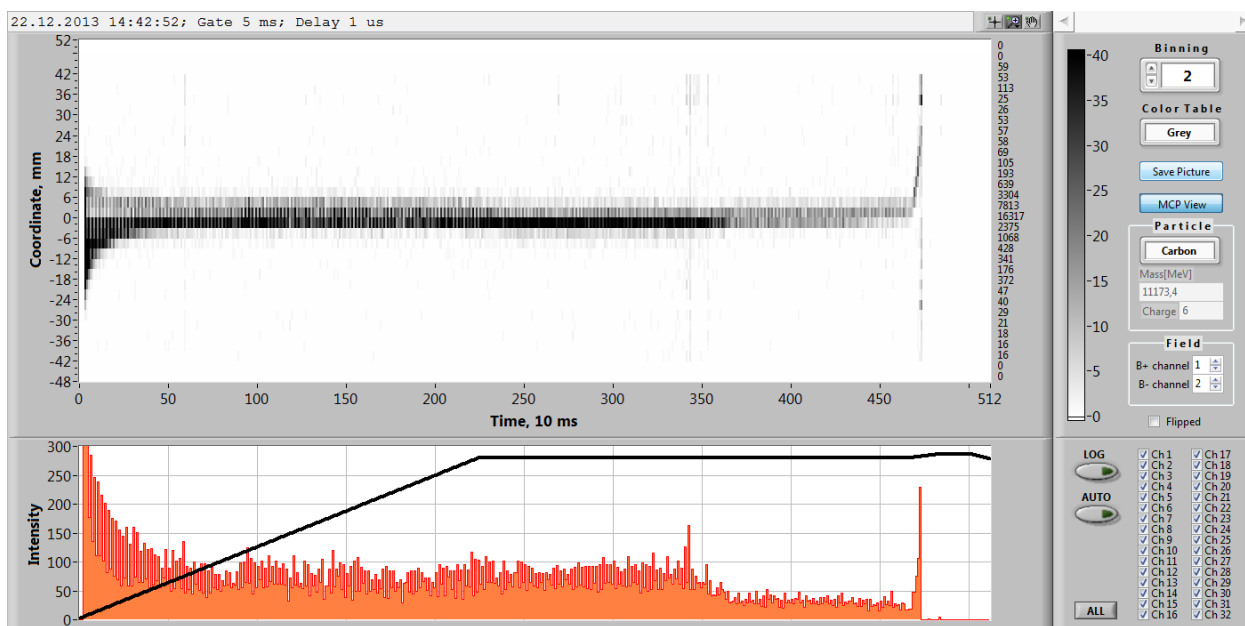 22.12.2013 14:42:52; Gate 5 ms; Delay 1 us
52
42
36
30
24
18
12
6
0
-6
-12
-18
-24
-30
-36
-42
-48
Coordinate, mm
0
0
59
53
113
25
26
53
57
58
69
105
193
639
3304
7813
16317
2375
1068
428
341
176
372
47
40
29
21
18
16
16
0
0
0 50 100 150 200 250 300 350 400 450 512
Time, 10 ms
300
250
200
150
100
50
0
Intensity
40
35
30
25
20
15
10
5
0
Binning
2
Color Table
Grey
Save Picture
MCP View
Particle
Carbon
Mass[MeV]
11173,4
Charge 6
Field
B+ channel 1
B- channel 2
Flipped
LOG
AUTO
ALL
Ch 1 Ch 17
Ch 2 Ch 18
Ch 3 Ch 19
Ch 4 Ch 20
Ch 5 Ch 21
Ch 6 Ch 22
Ch 7 Ch 23
Ch 8 Ch 24
Ch 9 Ch 25
Ch 10 Ch 26
Ch 11 Ch 27
Ch 12 Ch 28
Ch 13 Ch 29
Ch 14 Ch 30
Ch 15 Ch 31
Ch 16 Ch 32